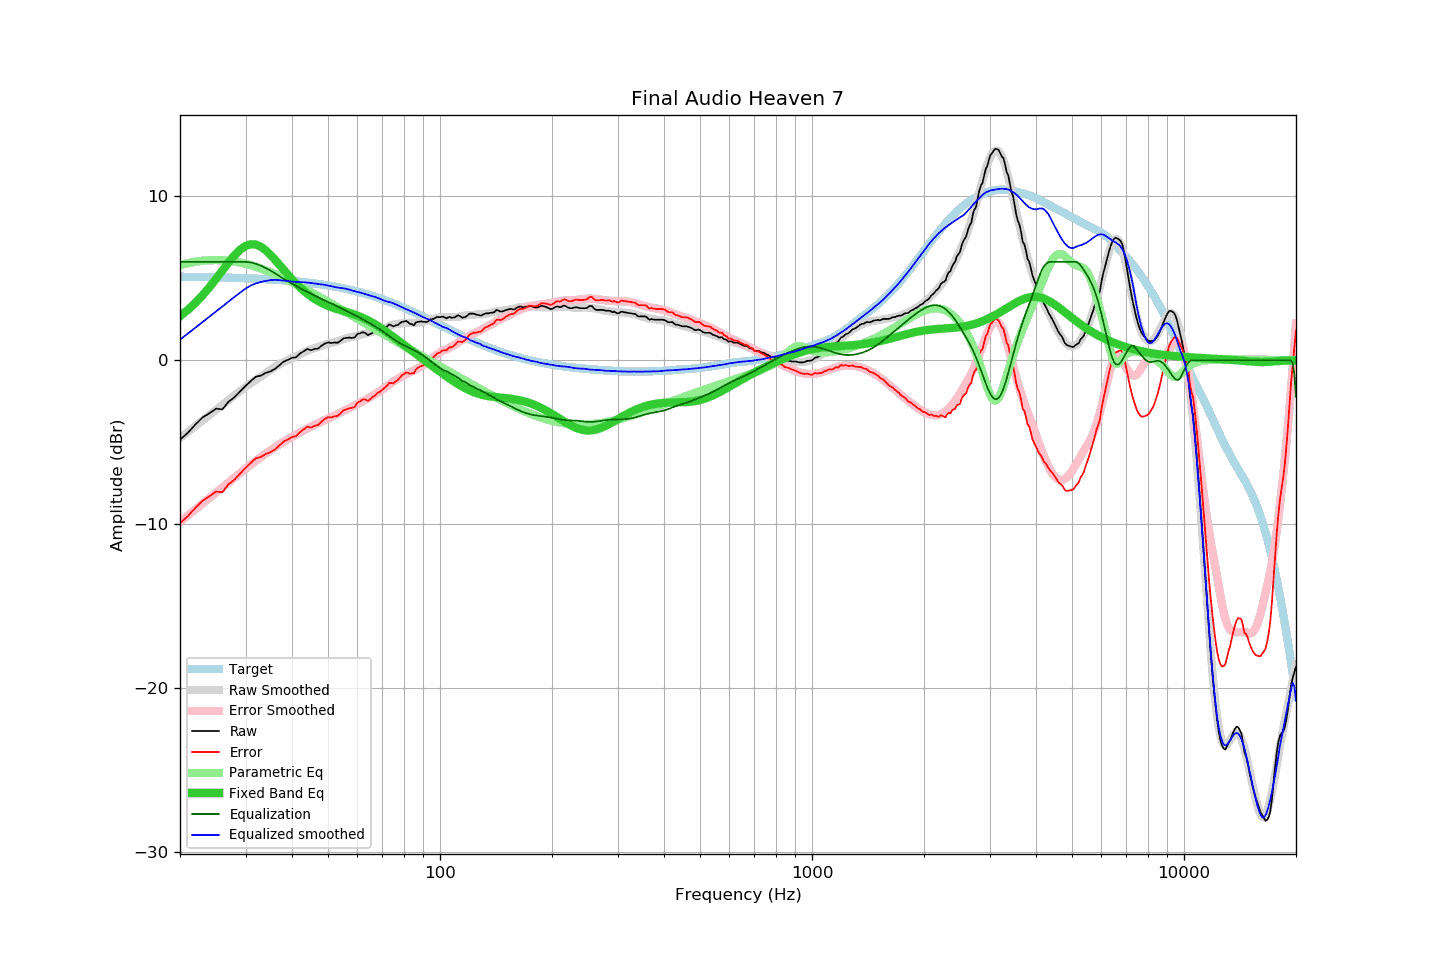 Final Audio Heaven 7
Amplitude (dBr)
10
0
−10
−20
−30
Target
Raw Smoothed
Error Smoothed
Raw
Error
Parametric Eq
Fixed Band Eq
Equalization
Equalized smoothed
100
1000
10000
Frequency (Hz)